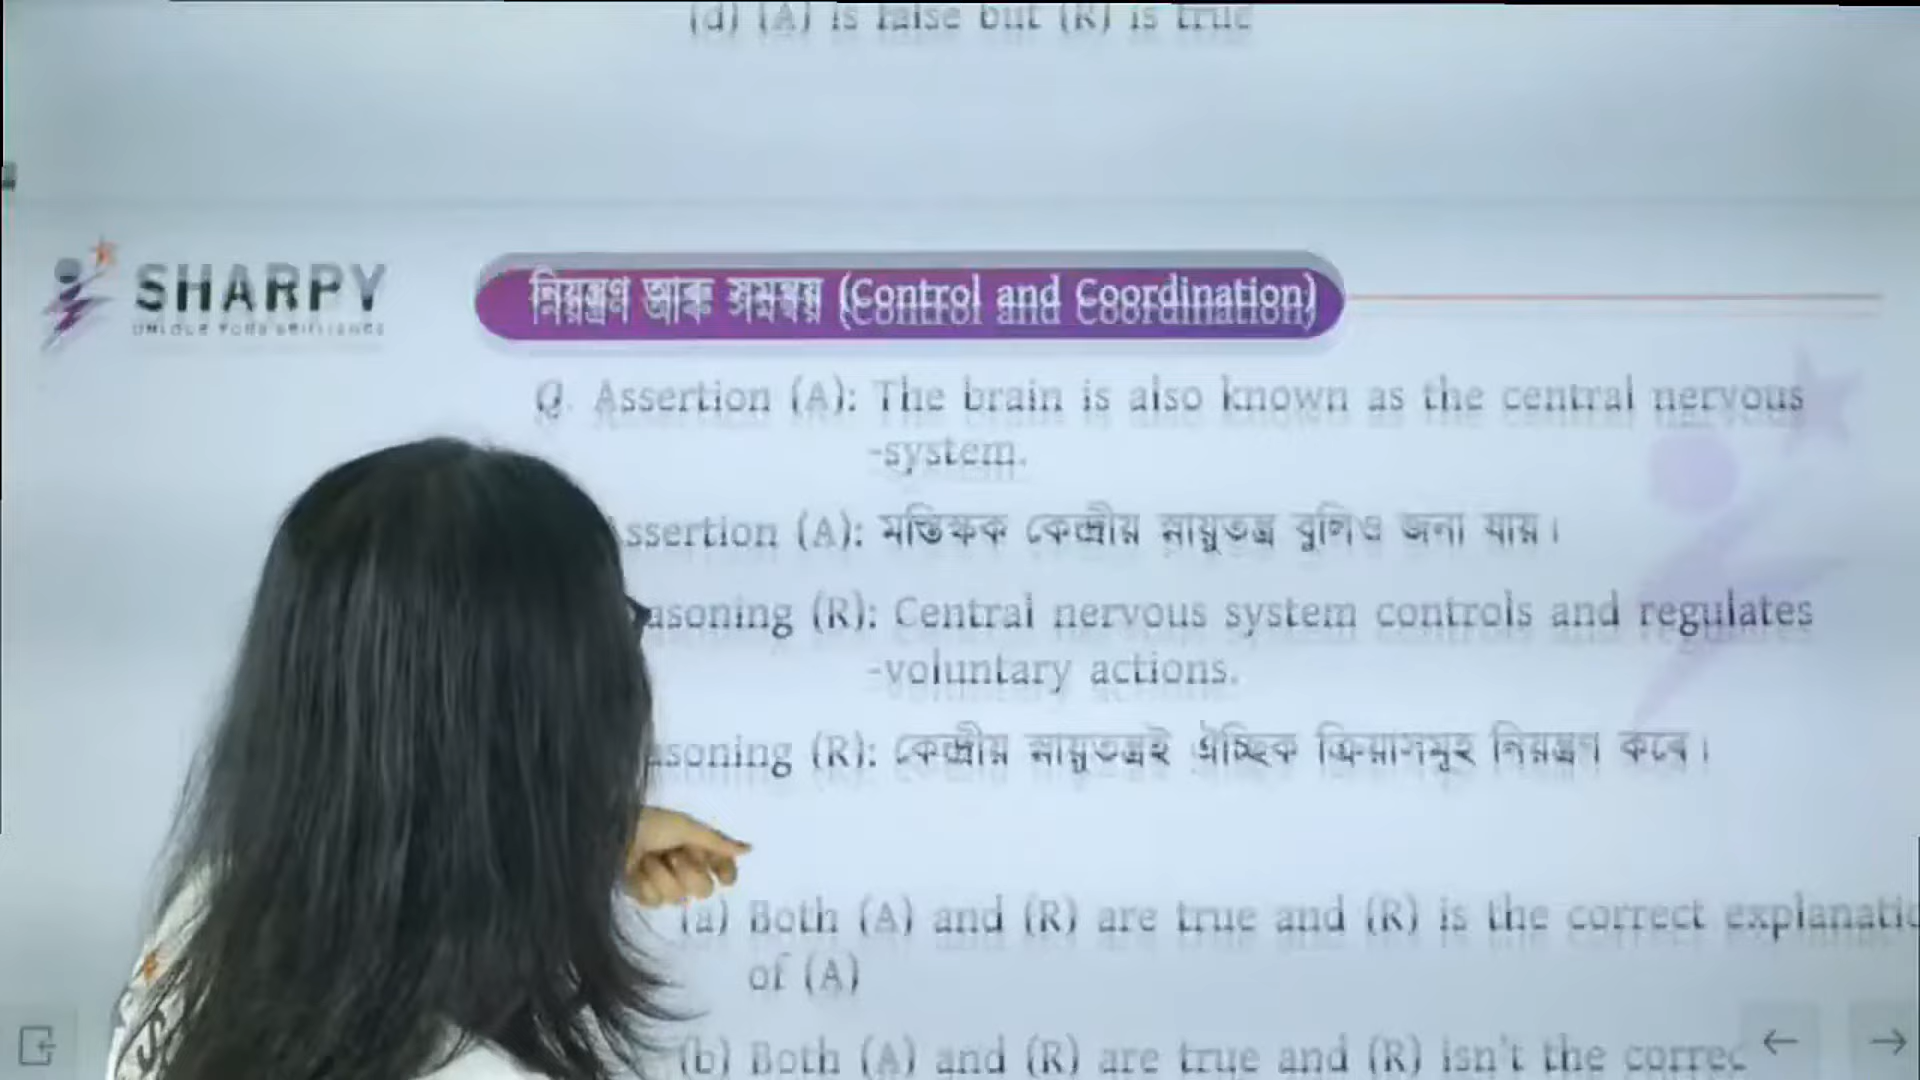 (d) (A) is false but (R) is true
SHARPY
নিয়ন্ত্ৰণ আৰু সমন্বয় (Control and Coordination)
Q. Assertion (A): The brain is also known as the central nervous
-system.
ssertion (A): মস্তিষ্কক কেন্দ্ৰীয় স্নায়ুতন্ত্ৰ বুলিও জনা যায়।
asoning (R): Central nervous system controls and regulates
-voluntary actions.
asoning (R): কেন্দ্ৰীয় স্নায়ুতন্ত্ৰই ঐচ্ছিক ক্ৰিয়াসমূহ নিয়ন্ত্ৰণ কৰে।
(a) Both (A) and (R) are true and (R) is the correct explanatio
of (A)
(b) Both (A) and (R) are true and (R) isn't the correc